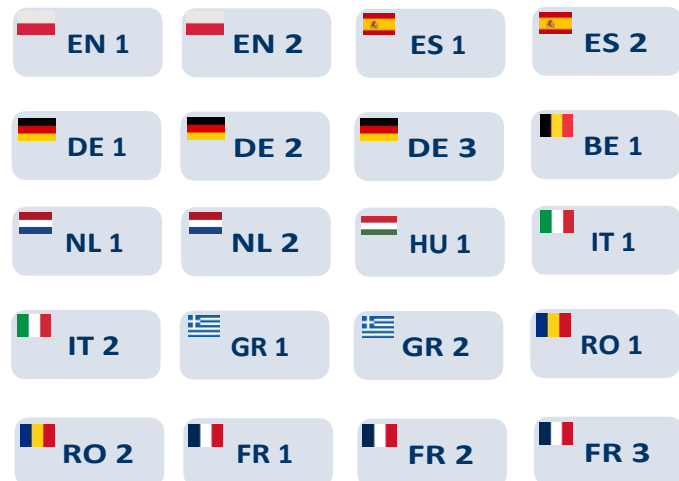 EN 1 EN 2 ES 1 ES 2
DE 1 DE 2 DE 3 BE 1
NL 1 NL 2 HU 1 IT 1
IT 2 GR 1 GR 2 RO 1
RO 2 FR 1 FR 2 FR 3